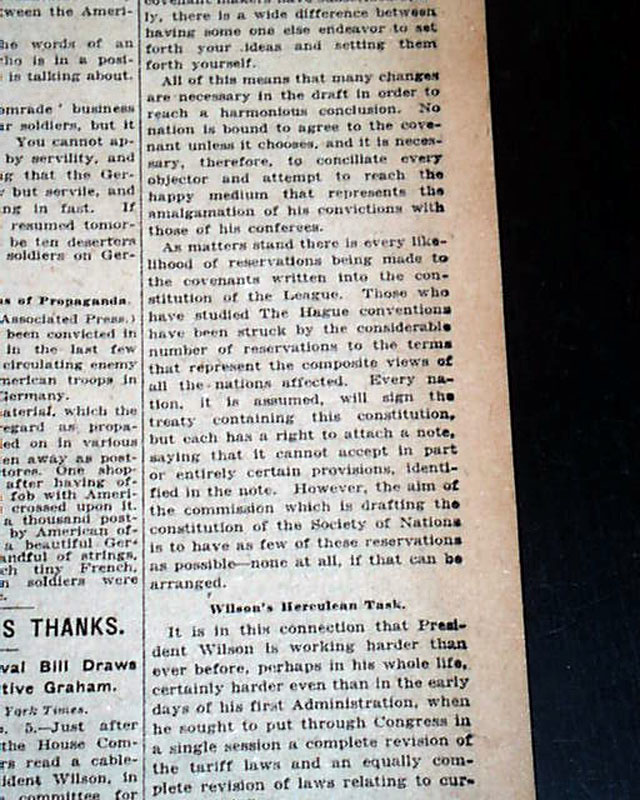 ween the Ameri-
he words of an
ho is in a posi-
is talking about.
omrade' business
ar soldiers, but it
You cannot ap-
by servility, and
ng that the Ger-
but servile, and
ng in fast. If
resumed tomor-
be ten deserters
soldiers on Ger-
ns of Propaganda.
Associated Press.)
been convicted in
in the last few
circulating enemy
merican troops in
Germany.
aterial, which the
regard as propa-
ed on in various
en away as post-
tores. One shop-
after having of-
fob with Ameri-
crossed upon it.
a thousand post-
by American of-
a beautiful Ger-
andful of strings,
ch tiny French,
n soldiers were
S THANKS.
val Bill Draws
tive Graham.
York Times.
5.—Just after
the House Com-
rs read a cable-
ident Wilson, in
committee for
ly, there is a wide difference between
having some one else endeavor to set
forth your ideas and setting them
forth yourself.
All of this means that many changes
are necessary in the draft in order to
reach a harmonious conclusion. No
nation is bound to agree to the cove-
nant unless it chooses, and it is neces-
sary, therefore, to conciliate every
objector and attempt to reach the
happy medium that represents the
amalgamation of his convictions with
those of his conferees.
As matters stand there is every like-
lihood of reservations being made to
the covenants written into the con-
stitution of the League. Those who
have studied The Hague conventions
have been struck by the considerable
number of reservations to the terms
that represent the composite views of
all the nations affected. Every na-
tion, it is assumed, will sign the
treaty containing this constitution,
but each has a right to attach a note,
saying that it cannot accept in part
or entirely certain provisions, identi-
fied in the note. However, the aim of
the commission which is drafting the
constitution of the Society of Nations
is to have as few of these reservations
as possible—none at all, if that can be
arranged.
Wilson's Herculean Task.
It is in this connection that Presi-
dent Wilson is working harder than
ever before, perhaps in his whole life,
certainly harder even than in the early
days of his first Administration, when
he sought to put through Congress in
a single session a complete revision of
the tariff laws and an equally com-
plete revision of laws relating to cur-